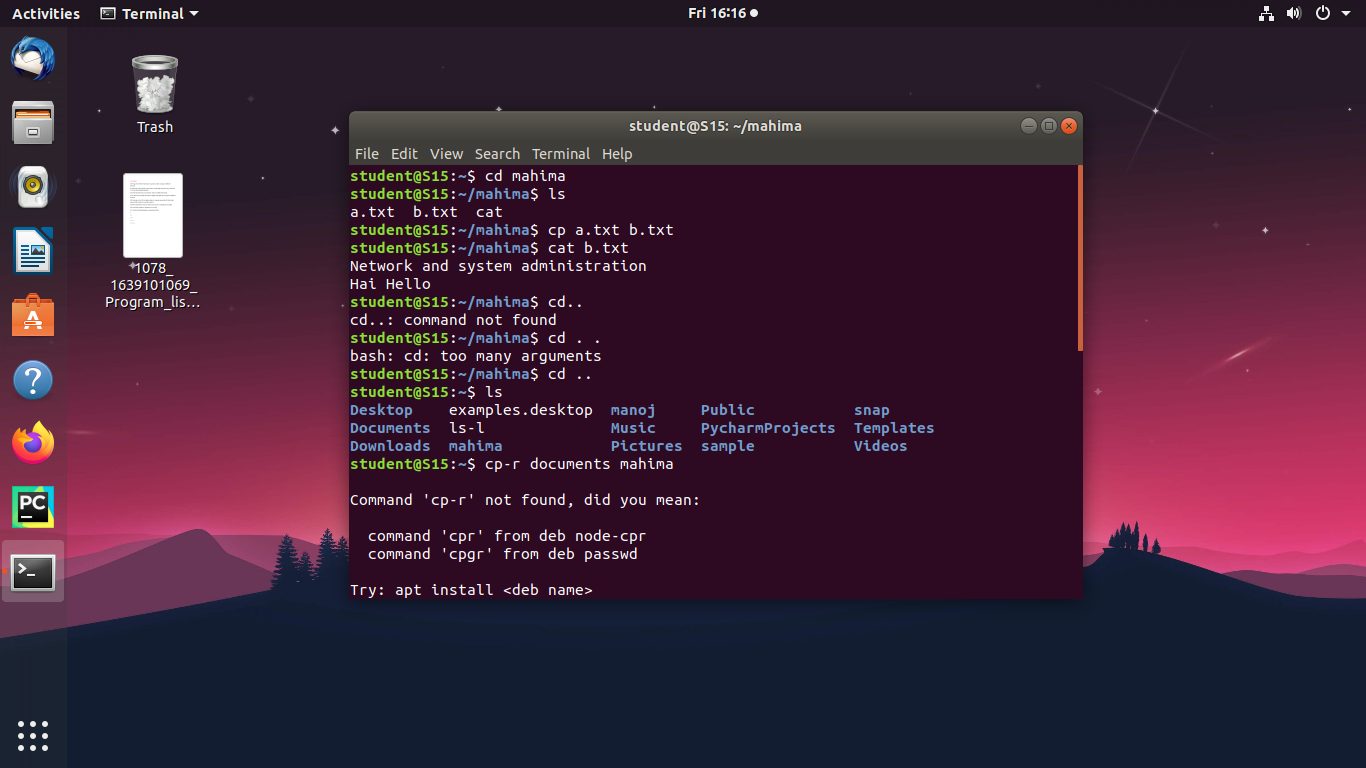 Activities Terminal Fri 16:16
Trash
1078_
1639101069_
Program_lis...
student@S15: ~/mahima
File Edit View Search Terminal Help
student@S15:~$ cd mahima
student@S15:~/mahima$ ls
a.txt  b.txt  cat
student@S15:~/mahima$ cp a.txt b.txt
student@S15:~/mahima$ cat b.txt
Network and system administration
Hai Hello
student@S15:~/mahima$ cd..
cd..: command not found
student@S15:~/mahima$ cd . .
bash: cd: too many arguments
student@S15:~/mahima$ cd ..
student@S15:~$ ls
Desktop    examples.desktop  manoj     Public           snap
Documents  ls-l              Music     PycharmProjects  Templates
Downloads  mahima            Pictures  sample           Videos
student@S15:~$ cp-r documents mahima
Command 'cp-r' not found, did you mean:
  command 'cpr' from deb node-cpr
  command 'cpgr' from deb passwd
Try: apt install <deb name>
PC